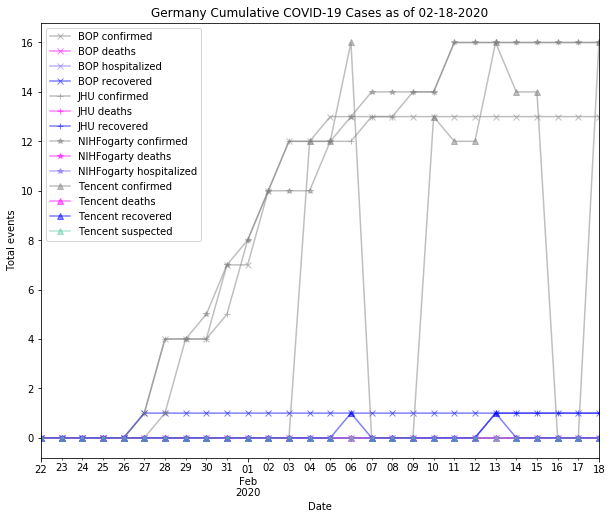 Germany Cumulative COVID-19 Cases as of 02-18-2020
BOP confirmed
BOP deaths
BOP hospitalized
BOP recovered
JHU confirmed
JHU deaths
JHU recovered
NIHFogarty confirmed
NIHFogarty deaths
NIHFogarty hospitalized
Tencent confirmed
Tencent deaths
Tencent recovered
Tencent suspected
Total events
16
14
12
10
8
6
4
2
0
22 23 24 25 26 27 28 29 30 31 01 02 03 04 05 06 07 08 09 10 11 12 13 14 15 16 17 18
Feb
2020
Date